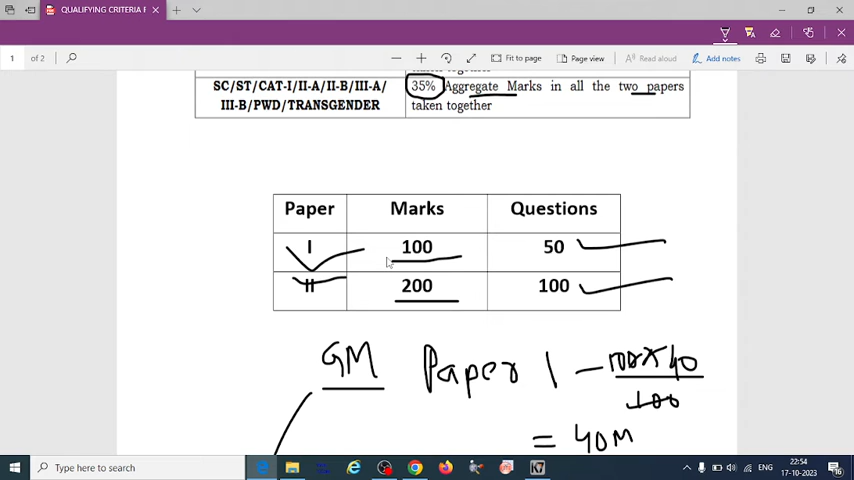 QUALIFYING CRITERIA F
1 of 2
Fit to page
Page view
Read aloud
Add notes
SC/ST/CAT-I/II-A/II-B/III-A/
III-B/PWD/TRANSGENDER
35% Aggregate Marks in all the two papers
taken together
Paper Marks Questions
I 100 50
II 200 100
GM Paper 1 - 100 x 40
100
= 40M
Type here to search
ENG
22:54
17-10-2023